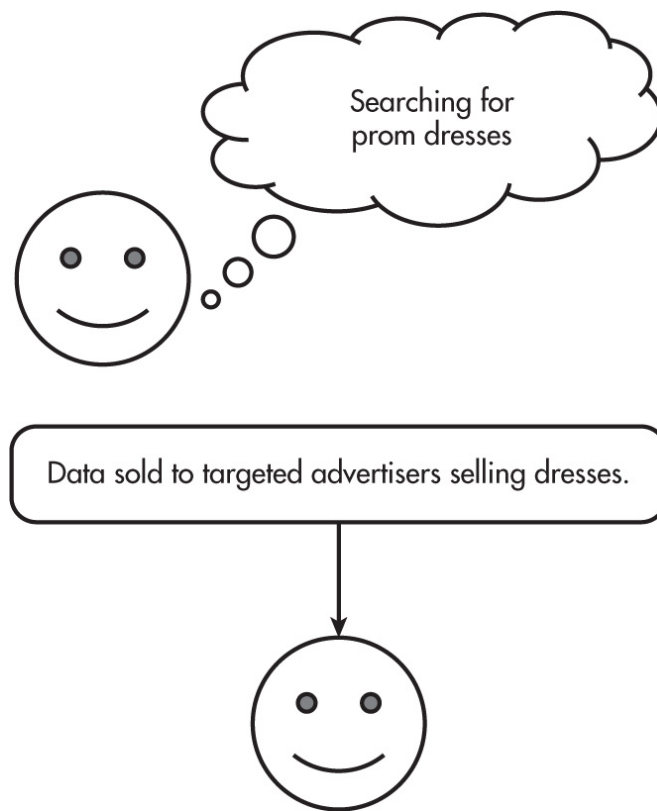 Searching for
prom dresses
Data sold to targeted advertisers selling dresses.